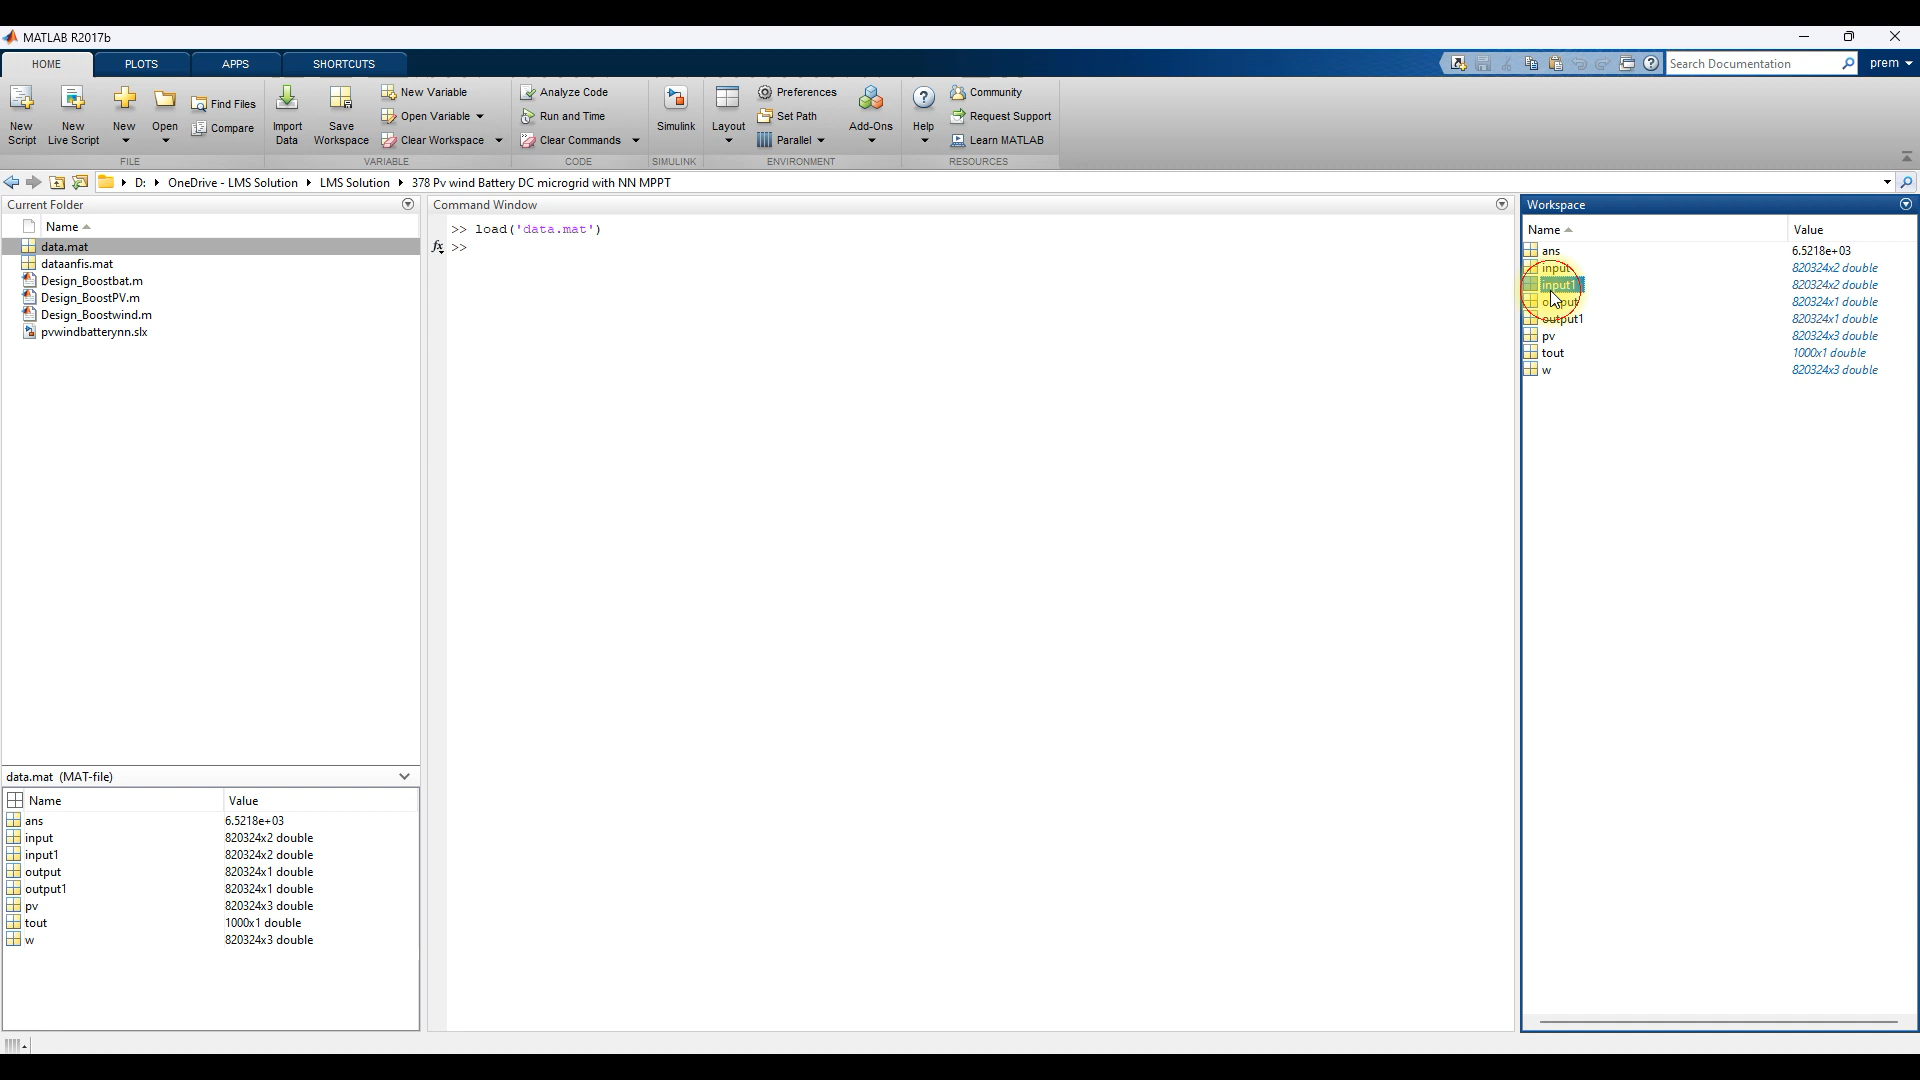 MATLAB R2017b
HOME PLOTS APPS SHORTCUTS Search Documentation prem
New Script New Live Script New Open Find Files Compare
Import Data Save Workspace New Variable Open Variable Clear Workspace
Analyze Code Run and Time Clear Commands
Simulink Layout Preferences Set Path Parallel Add-Ons
Help Community Request Support Learn MATLAB
FILE VARIABLE CODE SIMULINK ENVIRONMENT RESOURCES
D: OneDrive - LMS Solution LMS Solution 378 Pv wind Battery DC microgrid with NN MPPT
Current Folder
Name
data.mat
dataanfis.mat
Design_Boostbat.m
Design_BoostPV.m
Design_Boostwind.m
pvwindbatterynn.slx
data.mat (MAT-file)
Name Value
ans 6.5218e+03
input 820324x2 double
input1 820324x2 double
output 820324x1 double
output1 820324x1 double
pv 820324x3 double
tout 1000x1 double
w 820324x3 double
Command Window
>> load('data.mat')
fx >>
Workspace
Name Value
ans 6.5218e+03
input 820324x2 double
input1 820324x2 double
output 820324x1 double
output1 820324x1 double
pv 820324x3 double
tout 1000x1 double
w 820324x3 double